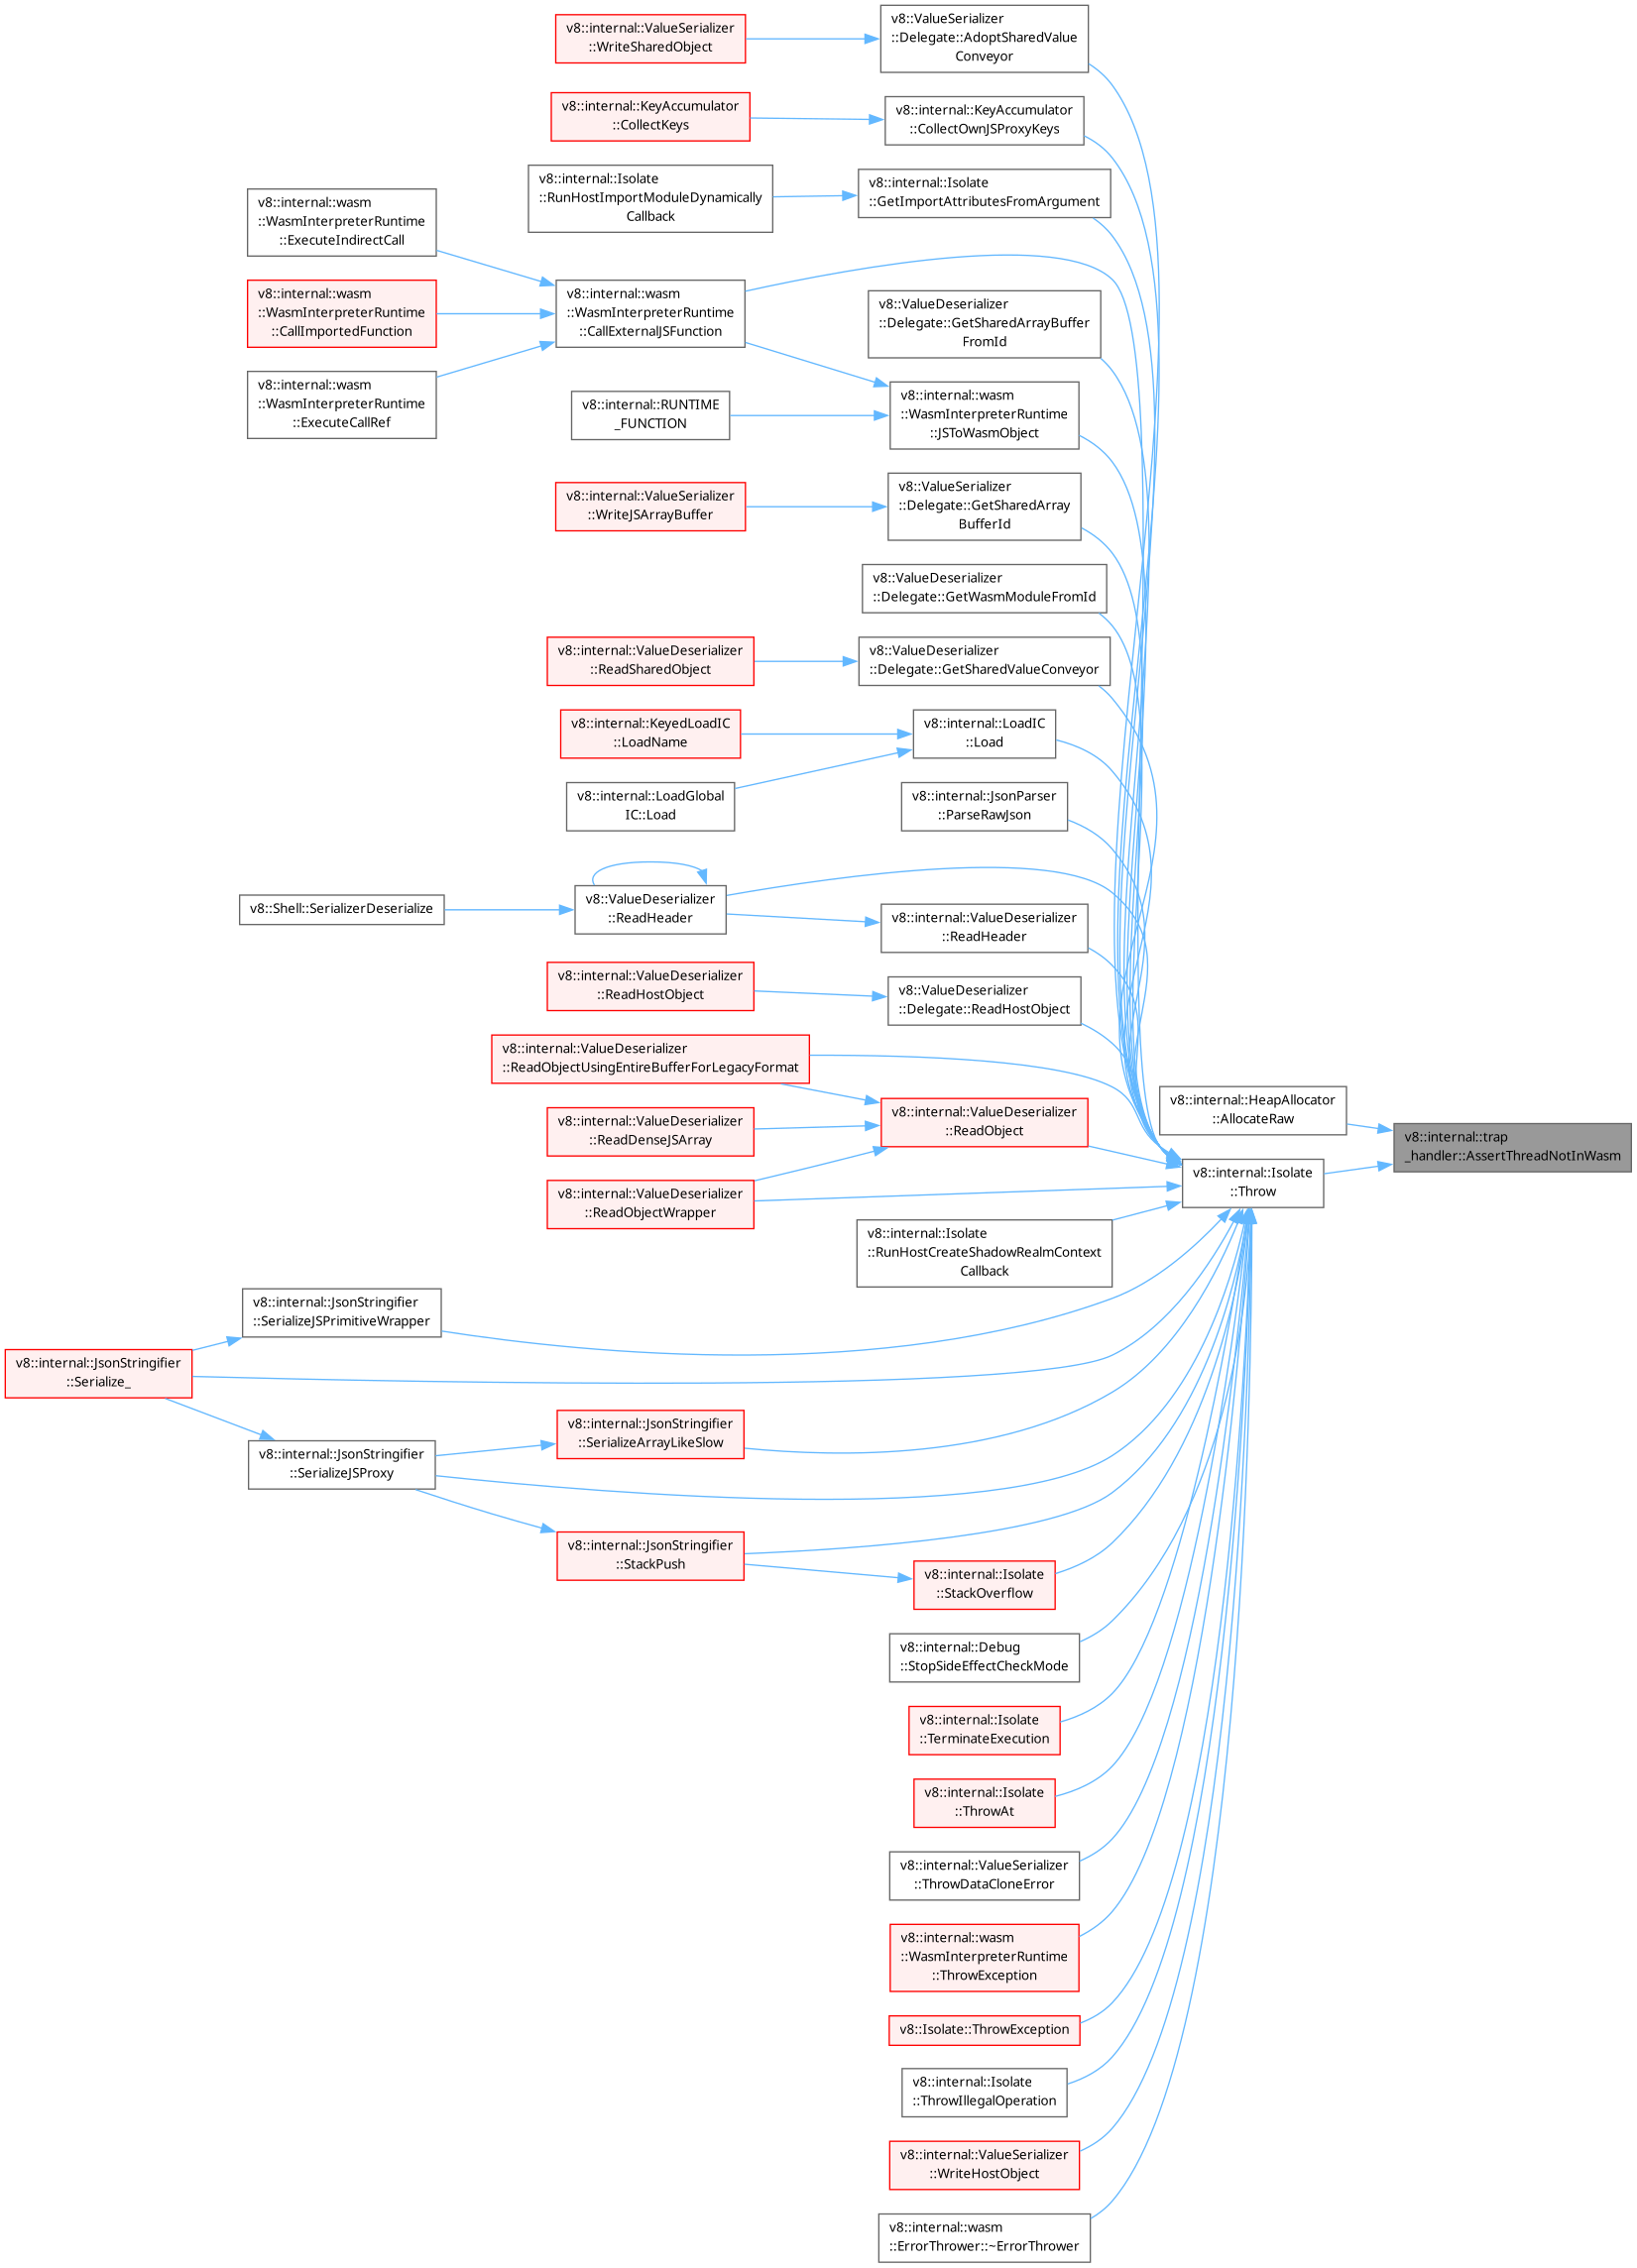 v8::internal::ValueSerializer
::WriteSharedObject
v8::ValueSerializer
::Delegate::AdoptSharedValue
Conveyor
v8::internal::KeyAccumulator
::CollectKeys
v8::internal::KeyAccumulator
::CollectOwnJSProxyKeys
v8::internal::Isolate
::RunHostImportModuleDynamically
Callback
v8::internal::Isolate
::GetImportAttributesFromArgument
v8::internal::wasm
::WasmInterpreterRuntime
::ExecuteIndirectCall
v8::internal::wasm
::WasmInterpreterRuntime
::CallImportedFunction
v8::internal::wasm
::WasmInterpreterRuntime
::CallExternalJSFunction
v8::ValueDeserializer
::Delegate::GetSharedArrayBuffer
FromId
v8::internal::wasm
::WasmInterpreterRuntime
::ExecuteCallRef
v8::internal::RUNTIME
_FUNCTION
v8::internal::wasm
::WasmInterpreterRuntime
::JSToWasmObject
v8::internal::ValueSerializer
::WriteJSArrayBuffer
v8::ValueSerializer
::Delegate::GetSharedArray
BufferId
v8::ValueDeserializer
::Delegate::GetWasmModuleFromId
v8::internal::ValueDeserializer
::ReadSharedObject
v8::ValueDeserializer
::Delegate::GetSharedValueConveyor
v8::internal::KeyedLoadIC
::LoadName
v8::internal::LoadIC
::Load
v8::internal::LoadGlobal
IC::Load
v8::internal::JsonParser
::ParseRawJson
v8::Shell::SerializerDeserialize
v8::ValueDeserializer
::ReadHeader
v8::internal::ValueDeserializer
::ReadHeader
v8::internal::ValueDeserializer
::ReadHostObject
v8::ValueDeserializer
::Delegate::ReadHostObject
v8::internal::ValueDeserializer
::ReadObjectUsingEntireBufferForLegacyFormat
v8::internal::ValueDeserializer
::ReadDenseJSArray
v8::internal::ValueDeserializer
::ReadObject
v8::internal::HeapAllocator
::AllocateRaw
v8::internal::trap
_handler::AssertThreadNotInWasm
v8::internal::ValueDeserializer
::ReadObjectWrapper
v8::internal::Isolate
::Throw
v8::internal::Isolate
::RunHostCreateShadowRealmContext
Callback
v8::internal::JsonStringifier
::SerializeJSPrimitiveWrapper
v8::internal::JsonStringifier
::Serialize_
v8::internal::JsonStringifier
::SerializeArrayLikeSlow
v8::internal::JsonStringifier
::SerializeJSProxy
v8::internal::JsonStringifier
::StackPush
v8::internal::Isolate
::StackOverflow
v8::internal::Debug
::StopSideEffectCheckMode
v8::internal::Isolate
::TerminateExecution
v8::internal::Isolate
::ThrowAt
v8::internal::ValueSerializer
::ThrowDataCloneError
v8::internal::wasm
::WasmInterpreterRuntime
::ThrowException
v8::Isolate::ThrowException
v8::internal::Isolate
::ThrowIllegalOperation
v8::internal::ValueSerializer
::WriteHostObject
v8::internal::wasm
::ErrorThrower::~ErrorThrower